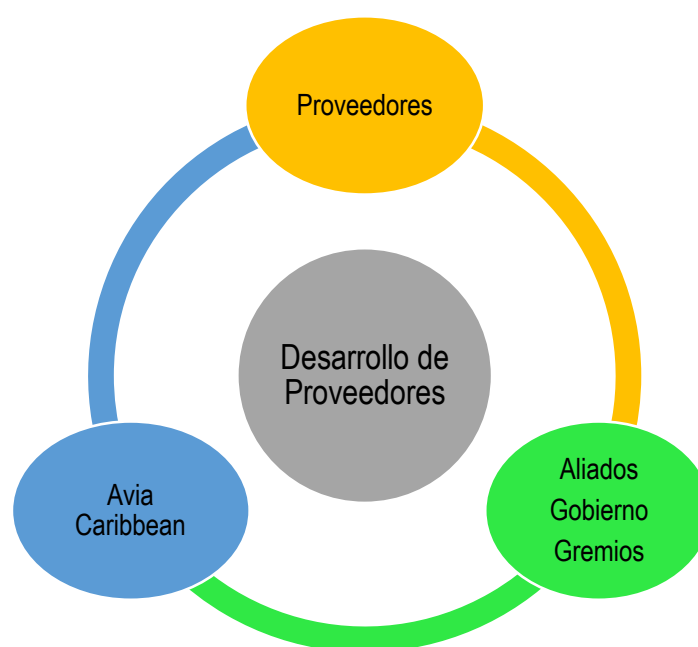 Proveedores
Desarrollo de
Proveedores
Avia
Caribbean
Aliados
Gobierno
Gremios